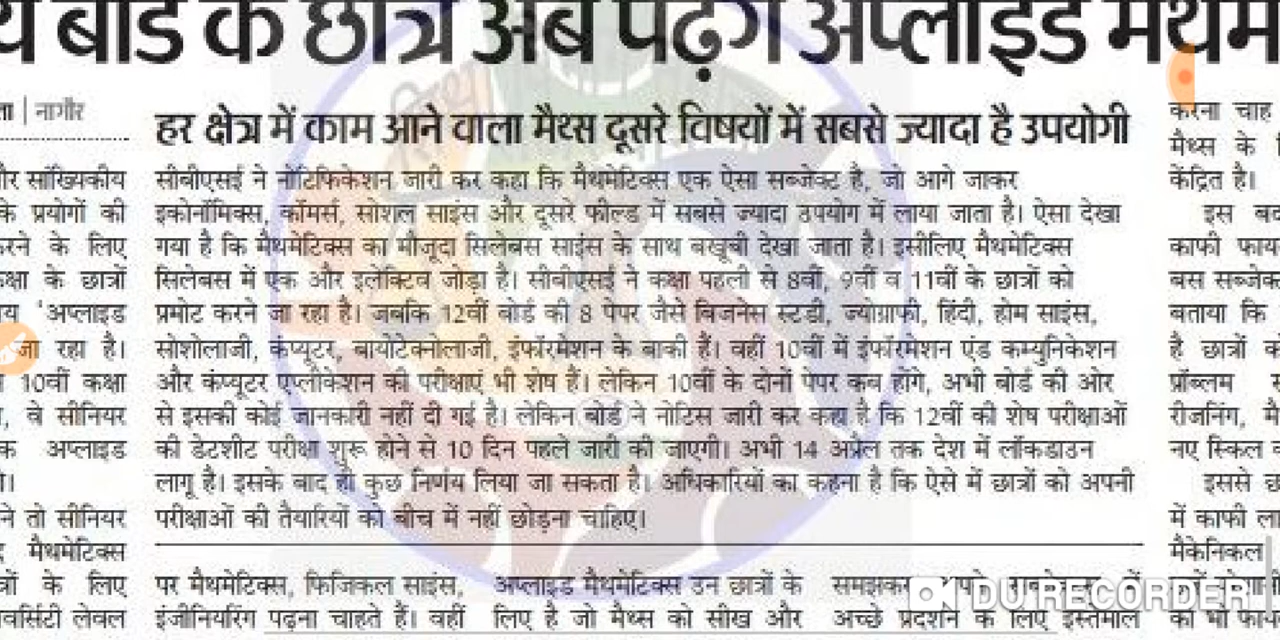 बोर्ड के छात्र अब पढ़ेंगे अप्लाइड
नागौर
हर क्षेत्र में काम आने वाला मैथ्स दूसरे विषयों में सबसे ज्यादा है उपयोगी
सीबीएसई ने नोटिफिकेशन जारी कर कहा कि मैथमेटिक्स एक ऐसा सब्जेक्ट है, जो आगे जाकर
इकोनॉमिक्स, कॉमर्स, सोशल साइंस और दूसरे फील्ड में सबसे ज्यादा उपयोग में लाया जाता है। ऐसा देखा
गया है कि मैथमेटिक्स का मौजूदा सिलेबस साइंस के साथ बखूबी देखा जाता है। इसीलिए मैथमेटिक्स
सिलेबस में एक और इलेक्टिव जोड़ा है। सीबीएसई ने कक्षा पहली से 8वीं, 9वीं व 11वीं के छात्रों को
प्रमोट करने जा रहा है। जबकि 12वीं बोर्ड की 8 पेपर जैसे बिजनेस स्टडी, ज्योग्राफी, हिंदी, होम साइंस,
सोशोलाजी, कंप्यूटर, बायोटेक्नोलाजी, इंफॉरमेशन के बाकी हैं। वहीं 10वीं में इंफॉरमेशन एंड कम्युनिकेशन
और कंप्यूटर एप्लीकेशन की परीक्षाएं भी शेष हैं। लेकिन 10वीं के दोनों पेपर कब होंगे, अभी बोर्ड की ओर
से इसकी कोई जानकारी नहीं दी गई है। लेकिन बोर्ड ने नोटिस जारी कर कहा है कि 12वीं की शेष परीक्षाओं
की डेटशीट परीक्षा शुरू होने से 10 दिन पहले जारी की जाएगी। अभी 14 अप्रेल तक देश में लॉकडाउन
लागू है। इसके बाद ही कुछ निर्णय लिया जा सकता है। अधिकारियों का कहना है कि ऐसे में छात्रों को अपनी
परीक्षाओं की तैयारियों को बीच में नहीं छोड़ना चाहिए।
सांख्यिकीय
के प्रयोगों की
करने के लिए
कक्षा के छात्रों
'अप्लाइड
जा रहा है।
10वीं कक्षा
वे सीनियर
अप्लाइड
तो सीनियर
मैथमेटिक्स
के लिए
लेवल
पर मैथमेटिक्स, फिजिकल साइंस,
इंजीनियरिंग पढ़ना चाहते हैं। वहीं
अप्लाइड मैथमेटिक्स उन छात्रों के
लिए है जो मैथ्स को सीख और
समझकर
अच्छे प्रदर्शन के लिए इस्तेमाल
करना चाह
मैथ्स के
केंद्रित है।
इस
काफी
बस
बताया कि
है छात्रों
प्रॉब्लम
रीजनिंग,
नए स्किल
इससे
में काफी
मैकेनिकल
को भी
DU RECORDER